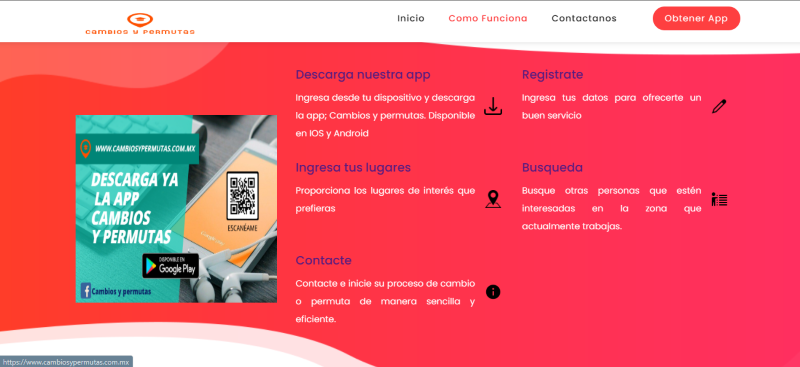 CAMBIOS Y PERMUTAS
Inicio
Como Funciona
Contactanos
Obtener App
WWW.CAMBIOSYPERMUTAS.COM.MX
DESCARGA YA
LA APP
CAMBIOS
Y PERMUTAS
ESCANÉAME
DISPONIBLE EN
Google Play
Cambios y permutas
Descarga nuestra app
Ingresa desde tu dispositivo y descarga
la app; Cambios y permutas. Disponible
en IOS y Android
Registrate
Ingresa tus datos para ofrecerte un
buen servicio
Ingresa tus lugares
Proporciona los lugares de interés que
prefieras
Busqueda
Busque otras personas que estén
interesadas en la zona que
actualmente trabajas.
Contacte
Contacte e inicie su proceso de cambio
o permuta de manera sencilla y
eficiente.
https://www.cambiosypermutas.com.mx